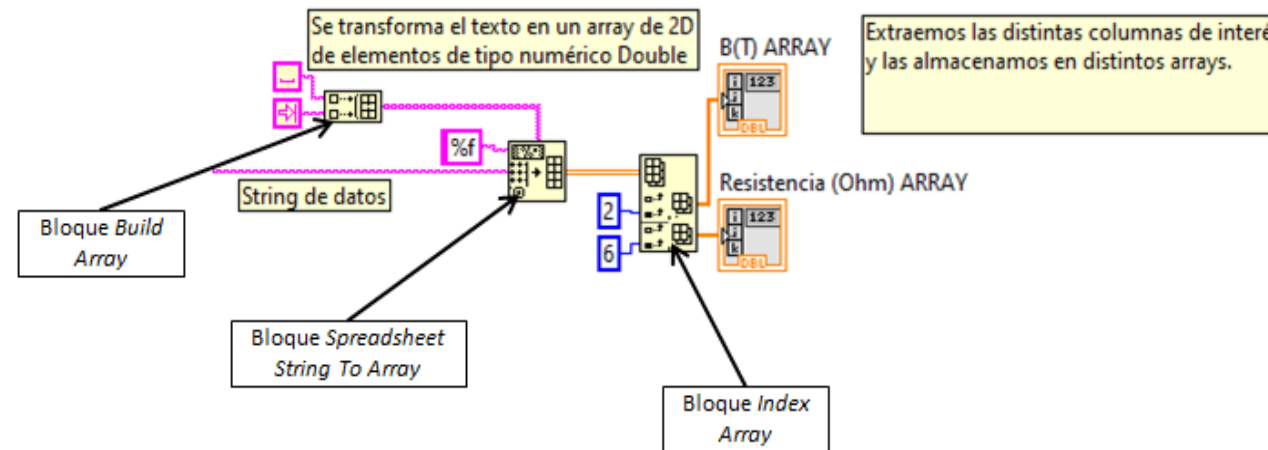 Se transforma el texto en un array de 2D
de elementos de tipo numérico Double
B(T) ARRAY
Extraemos las distintas columnas de interé
y las almacenamos en distintos arrays.
123
DBL
%f
String de datos
Resistencia (Ohm) ARRAY
2
6
123
DBL
Bloque Build
Array
Bloque Spreadsheet
String To Array
Bloque Index
Array